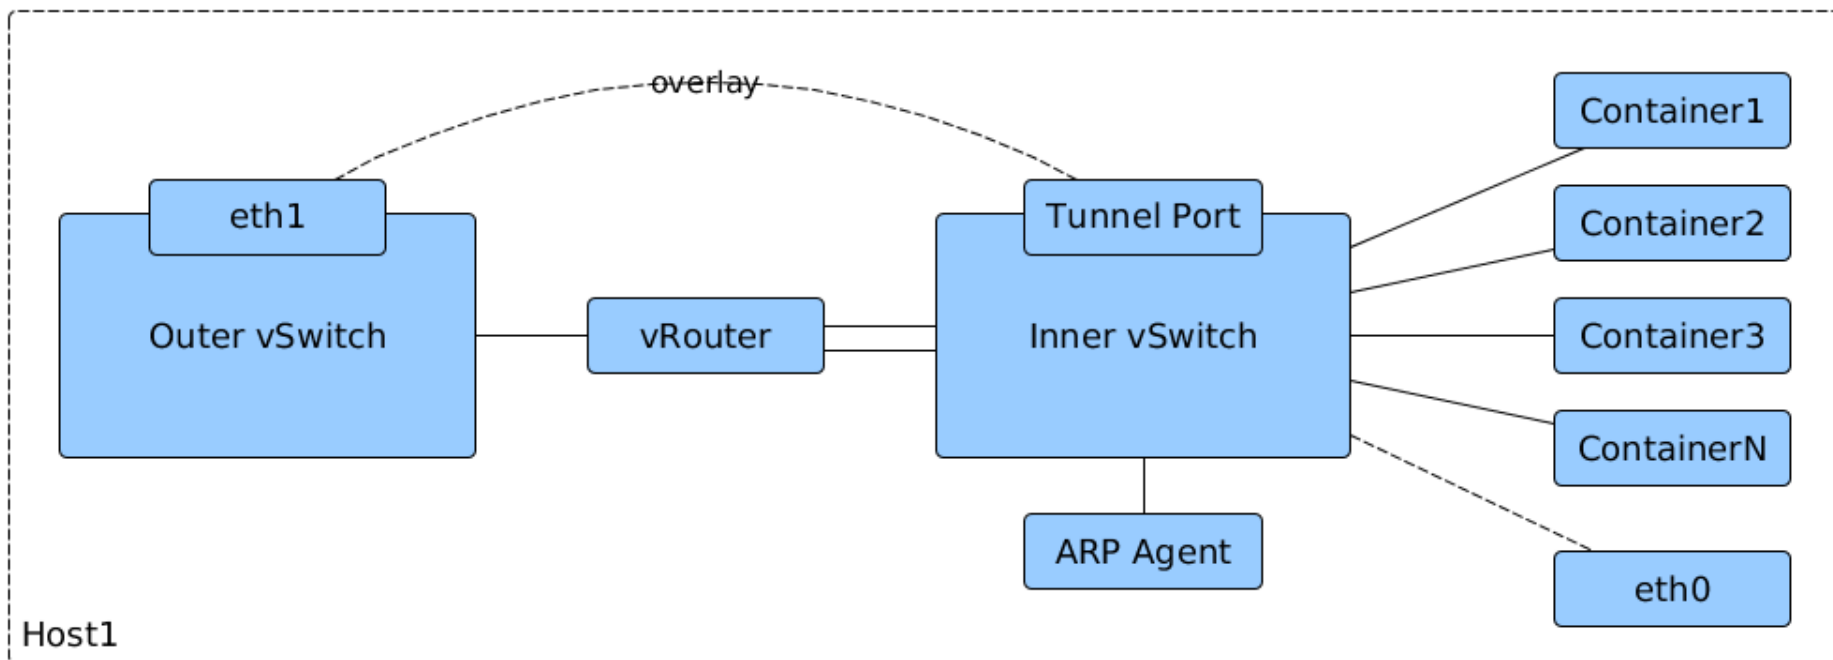 overlay
Container1
eth1
Tunnel Port
Container2
Outer vSwitch
vRouter
Inner vSwitch
Container3
ContainerN
ARP Agent
eth0
Host1